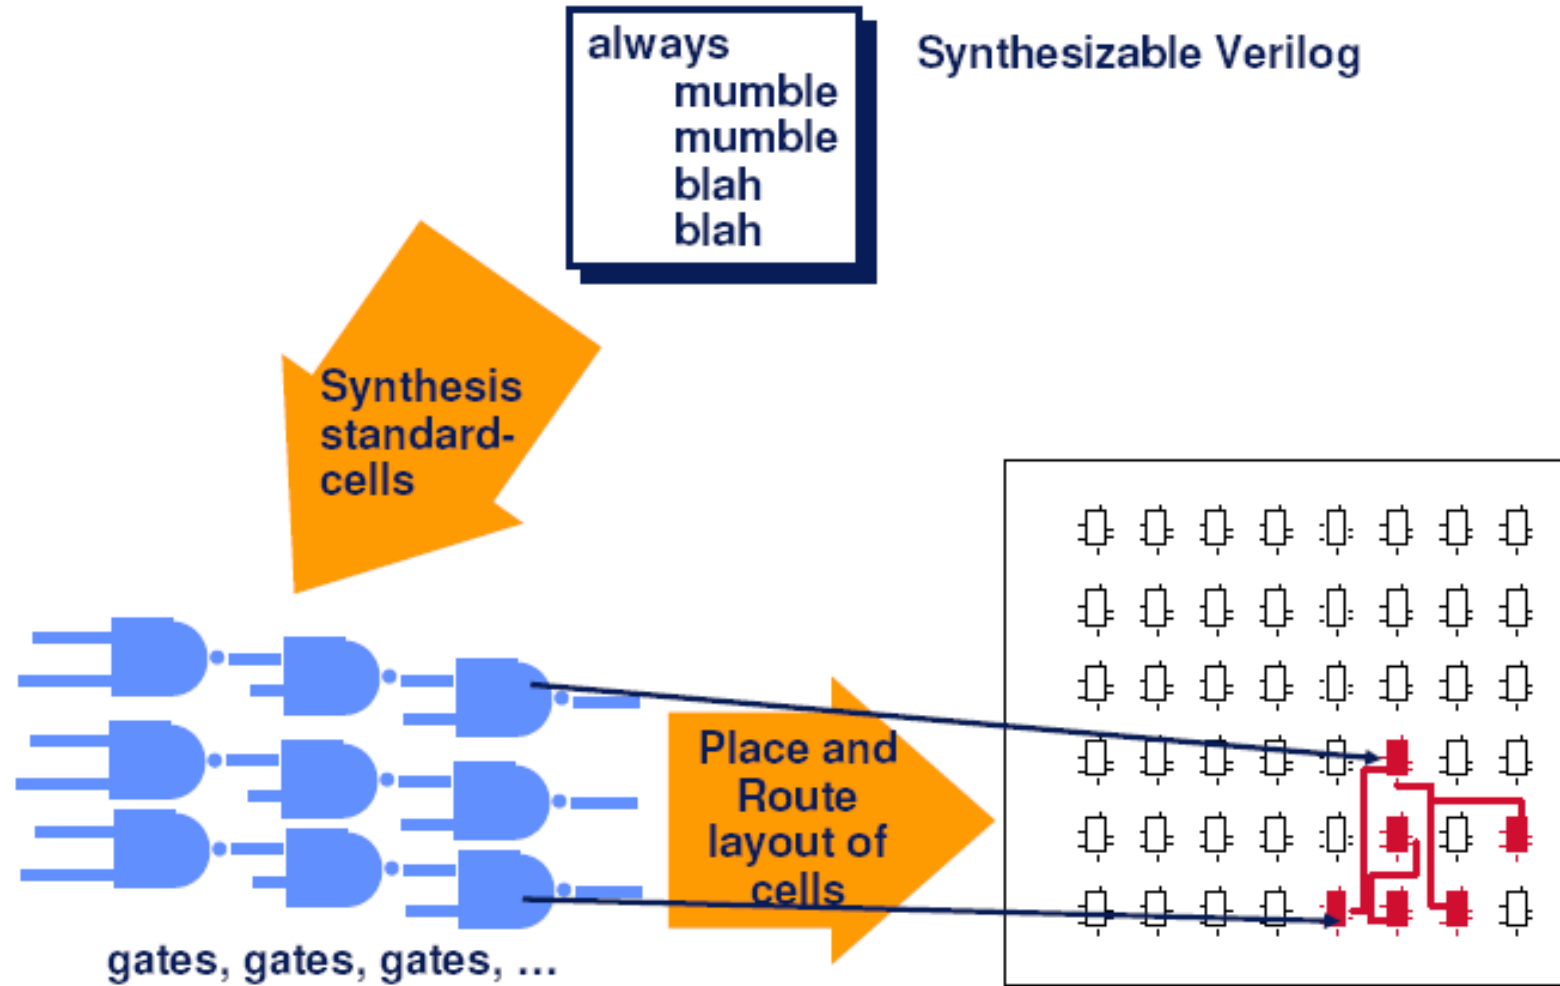 always
mumble
mumble
blah
blah
Synthesizable Verilog
Synthesis
standard-
cells
Place and
Route
layout of
cells
gates, gates, gates, ...